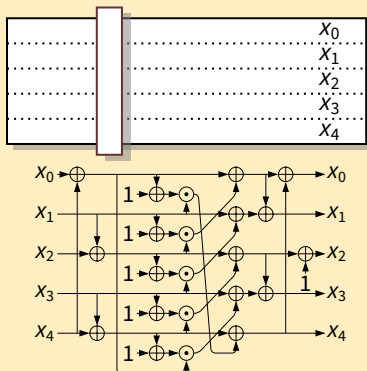 x₀
x₁
x₂
x₃
x₄
x₀ x₀
1
x₁ x₁
1
x₂ x₂
1 1
x₃ x₃
1
x₄ x₄
1